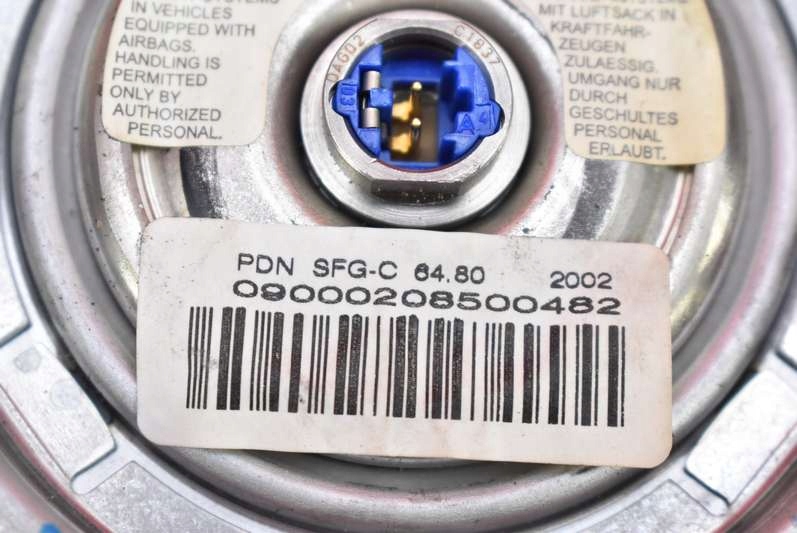 IN VEHICLES
EQUIPPED WITH
AIRBAGS.
HANDLING IS
PERMITTED
ONLY BY
AUTHORIZED
PERSONAL.
DAG02 C1837
D3
A4
MIT LUFTSACK IN
KRAFTFAHR-
ZEUGEN
ZULAESSIG.
UMGANG NUR
DURCH
GESCHULTES
PERSONAL
ERLAUBT.
PDN SFG-C 64.80 2002
09000208500482